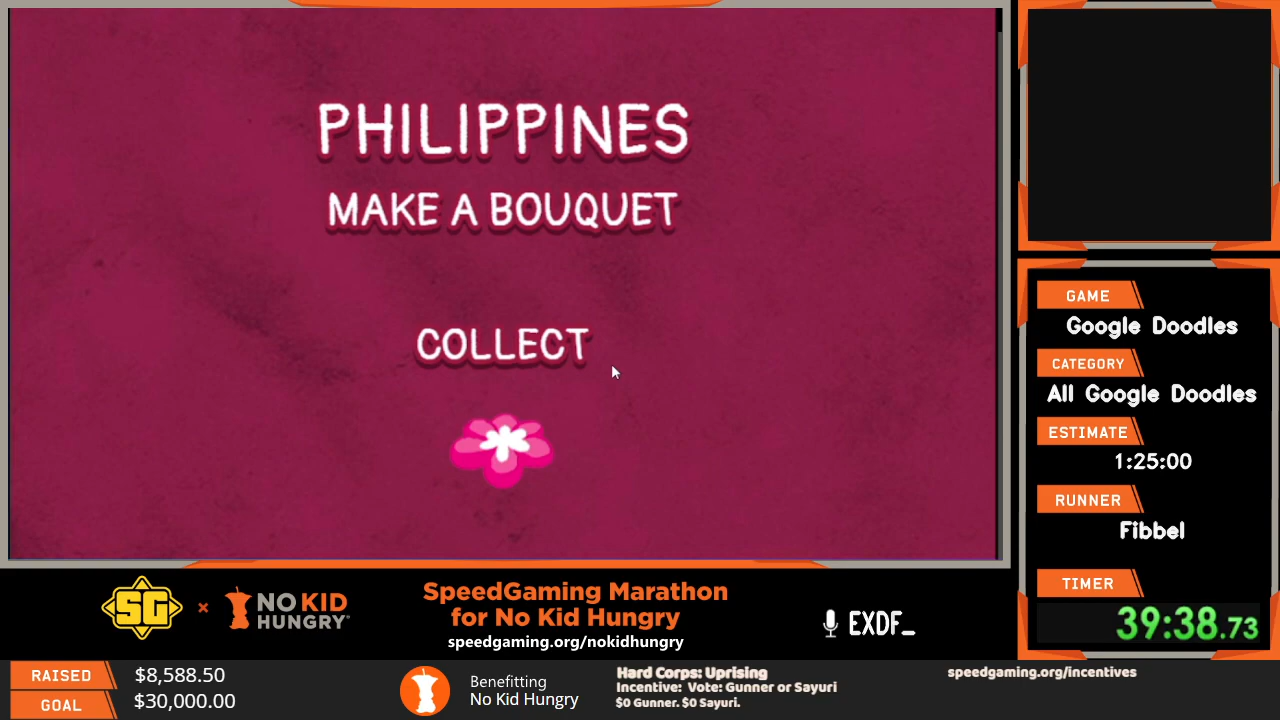 PHILIPPINES
MAKE A BOUQUET
COLLECT
GAME
Google Doodles
CATEGORY
All Google Doodles
ESTIMATE
1:25:00
RUNNER
Fibbel
TIMER
39:38.73
SG × NO KID HUNGRY
SpeedGaming Marathon
for No Kid Hungry
speedgaming.org/nokidhungry
EXDF_
RAISED $8,588.50
GOAL $30,000.00
Benefitting
No Kid Hungry
Hard Corps: Uprising
Incentive: Vote: Gunner or Sayuri
$0 Gunner. $0 Sayuri.
speedgaming.org/incentives